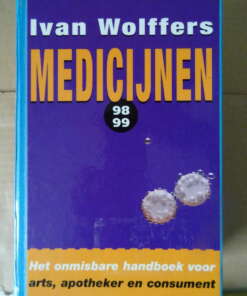 Ivan Wolffers
MEDICIJNEN
98
99
Het onmisbare handboek voor
arts, apotheker en consument